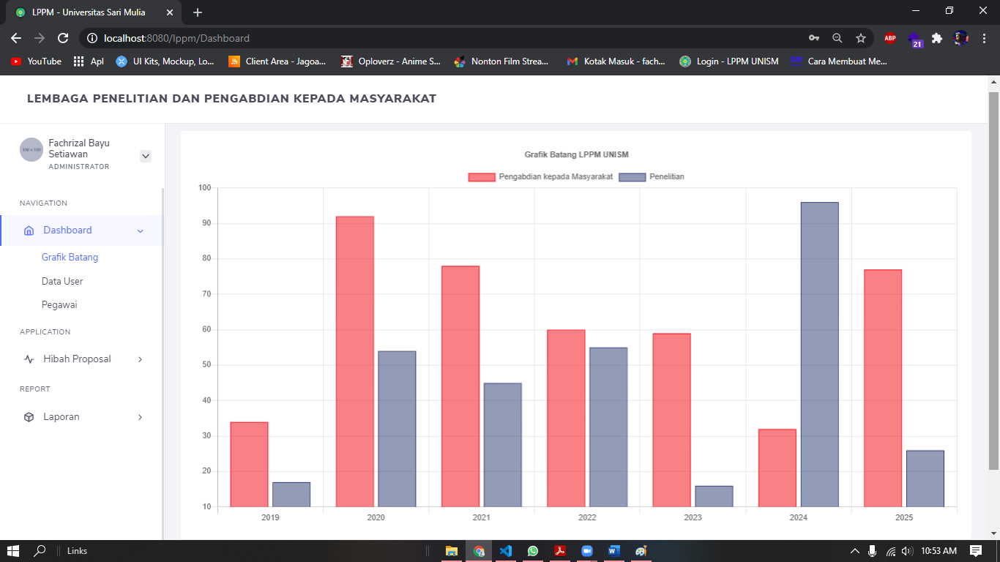 LPPM - Universitas Sari Mulia
localhost:8080/lppm/Dashboard
ABP
21
YouTube
Apl
UI Kits, Mockup, Lo...
Client Area - Jagoa...
Oploverz - Anime S...
Nonton Film Strea...
Kotak Masuk - fach...
Login - LPPM UNISM
Cara Membuat Me...
LEMBAGA PENELITIAN DAN PENGABDIAN KEPADA MASYARAKAT
Fachrizal Bayu
Setiawan
ADMINISTRATOR
NAVIGATION
Dashboard
Grafik Batang
Data User
Pegawai
APPLICATION
Hibah Proposal
REPORT
Laporan
Grafik Batang LPPM UNISM
Pengabdian kepada Masyarakat Penelitian
100
90
80
70
60
50
40
30
20
10
2019 2020 2021 2022 2023 2024 2025
Links
10:53 AM